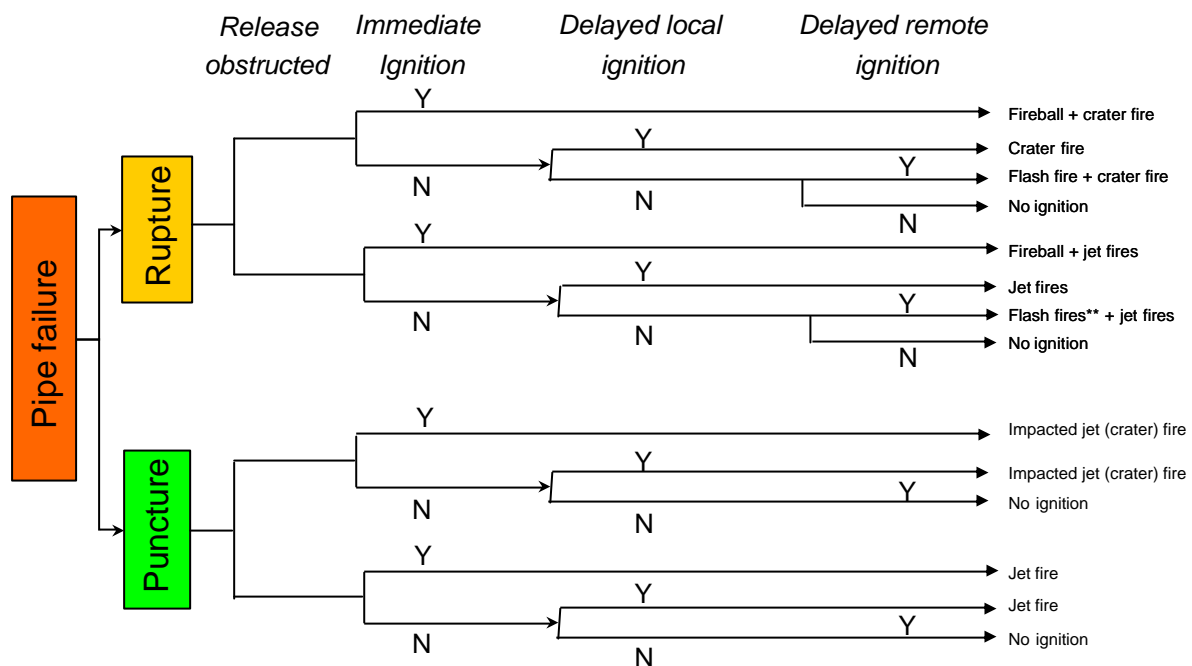 Release Immediate Delayed local Delayed remote
obstructed Ignition ignition ignition
Y
Fireball + crater fire
Y
Crater fire
Y
N
Flash fire + crater fire
N
No ignition
N
Rupture
Y
Fireball + jet fires
Y
Jet fires
Y
Flash fires** + jet fires
N
No ignition
N
N
Pipe failure
Y
Impacted jet (crater) fire
Y
Impacted jet (crater) fire
Y
No ignition
N
N
Puncture
Y
Jet fire
Y
Jet fire
Y
No ignition
N
N